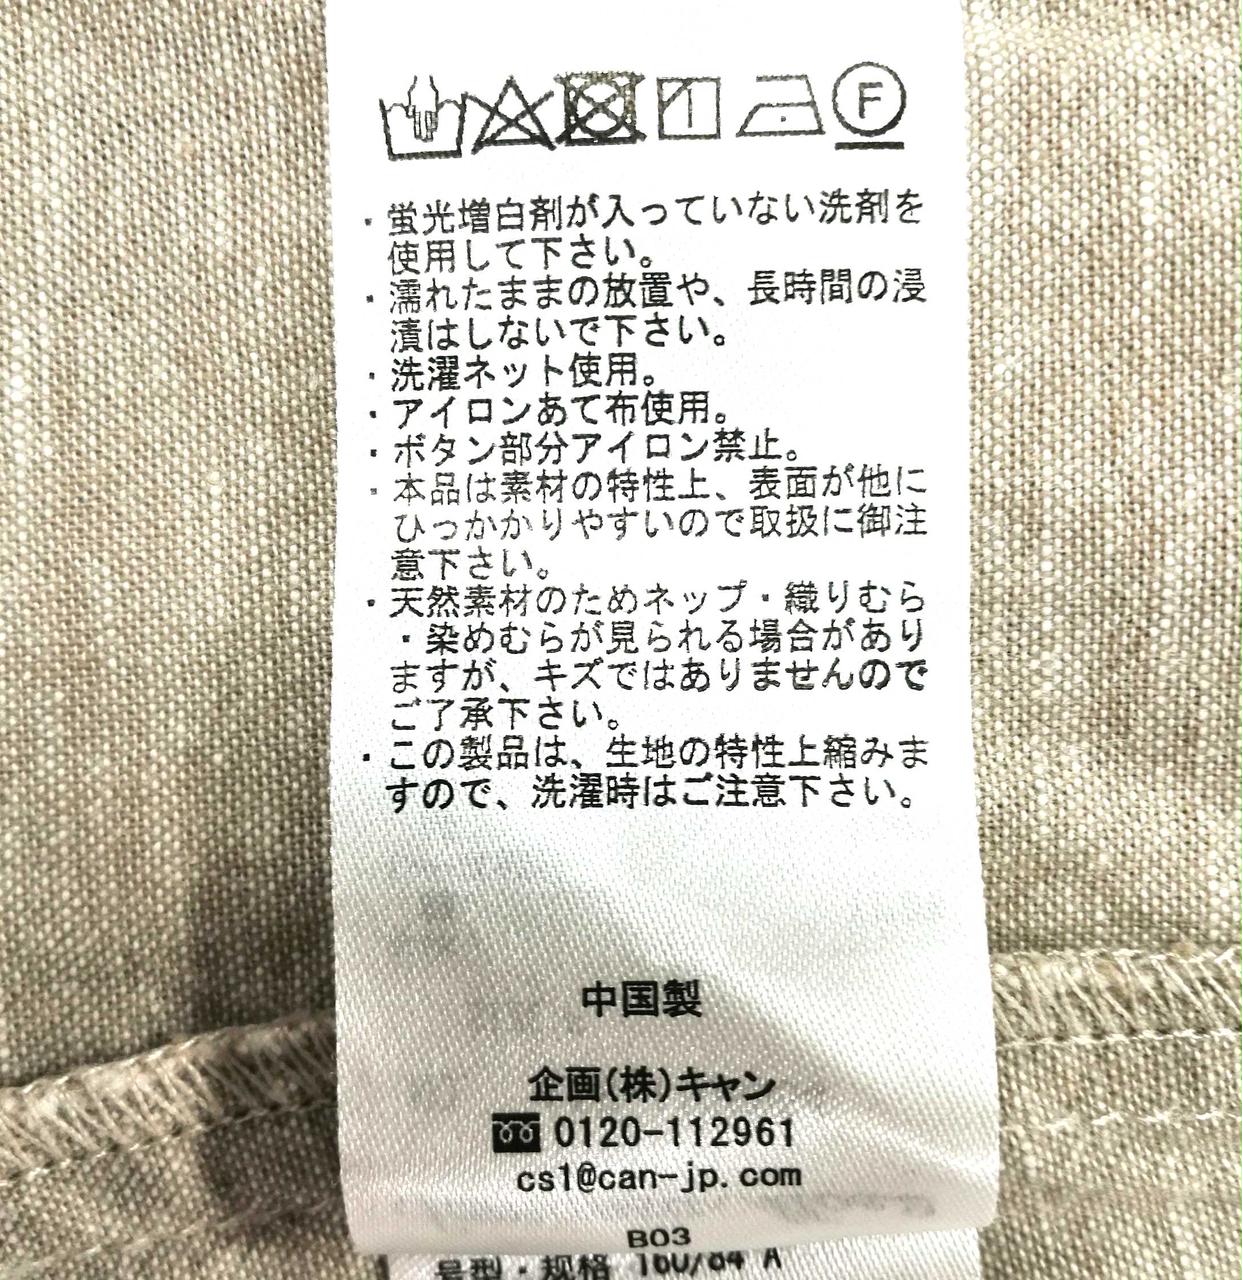 F
・蛍光増白剤が入っていない洗剤を
使用して下さい。
・濡れたままの放置や、長時間の浸
漬はしないで下さい。
・洗濯ネット使用。
・アイロンあて布使用。
・ボタン部分アイロン禁止。
・本品は素材の特性上、表面が他に
ひっかかりやすいので取扱に御注
意下さい。
・天然素材のためネップ・織りむら
・染めむらが見られる場合があり
ますが、キズではありませんので
ご了承下さい。
・この製品は、生地の特性上縮みま
すので、洗濯時はご注意下さい。
中国製
企画(株)キャン
0120-112961
cs1@can-jp.com
B03
号型・规格 160/84 A